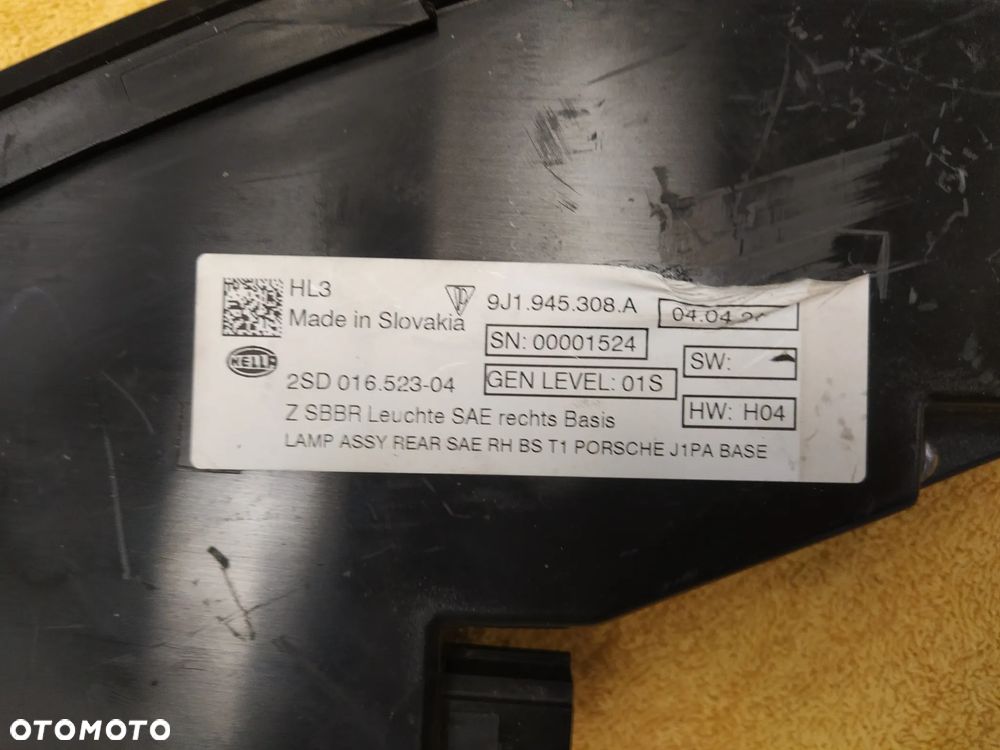 HL3
Made in Slovakia
9J1.945.308.A
SN: 00001524
SW:
HELLA
2SD 016.523-04
GEN LEVEL: 01S
HW: H04
Z SBBR Leuchte SAE rechts Basis
LAMP ASSY REAR SAE RH BS T1 PORSCHE J1PA BASE
OTOMOTO